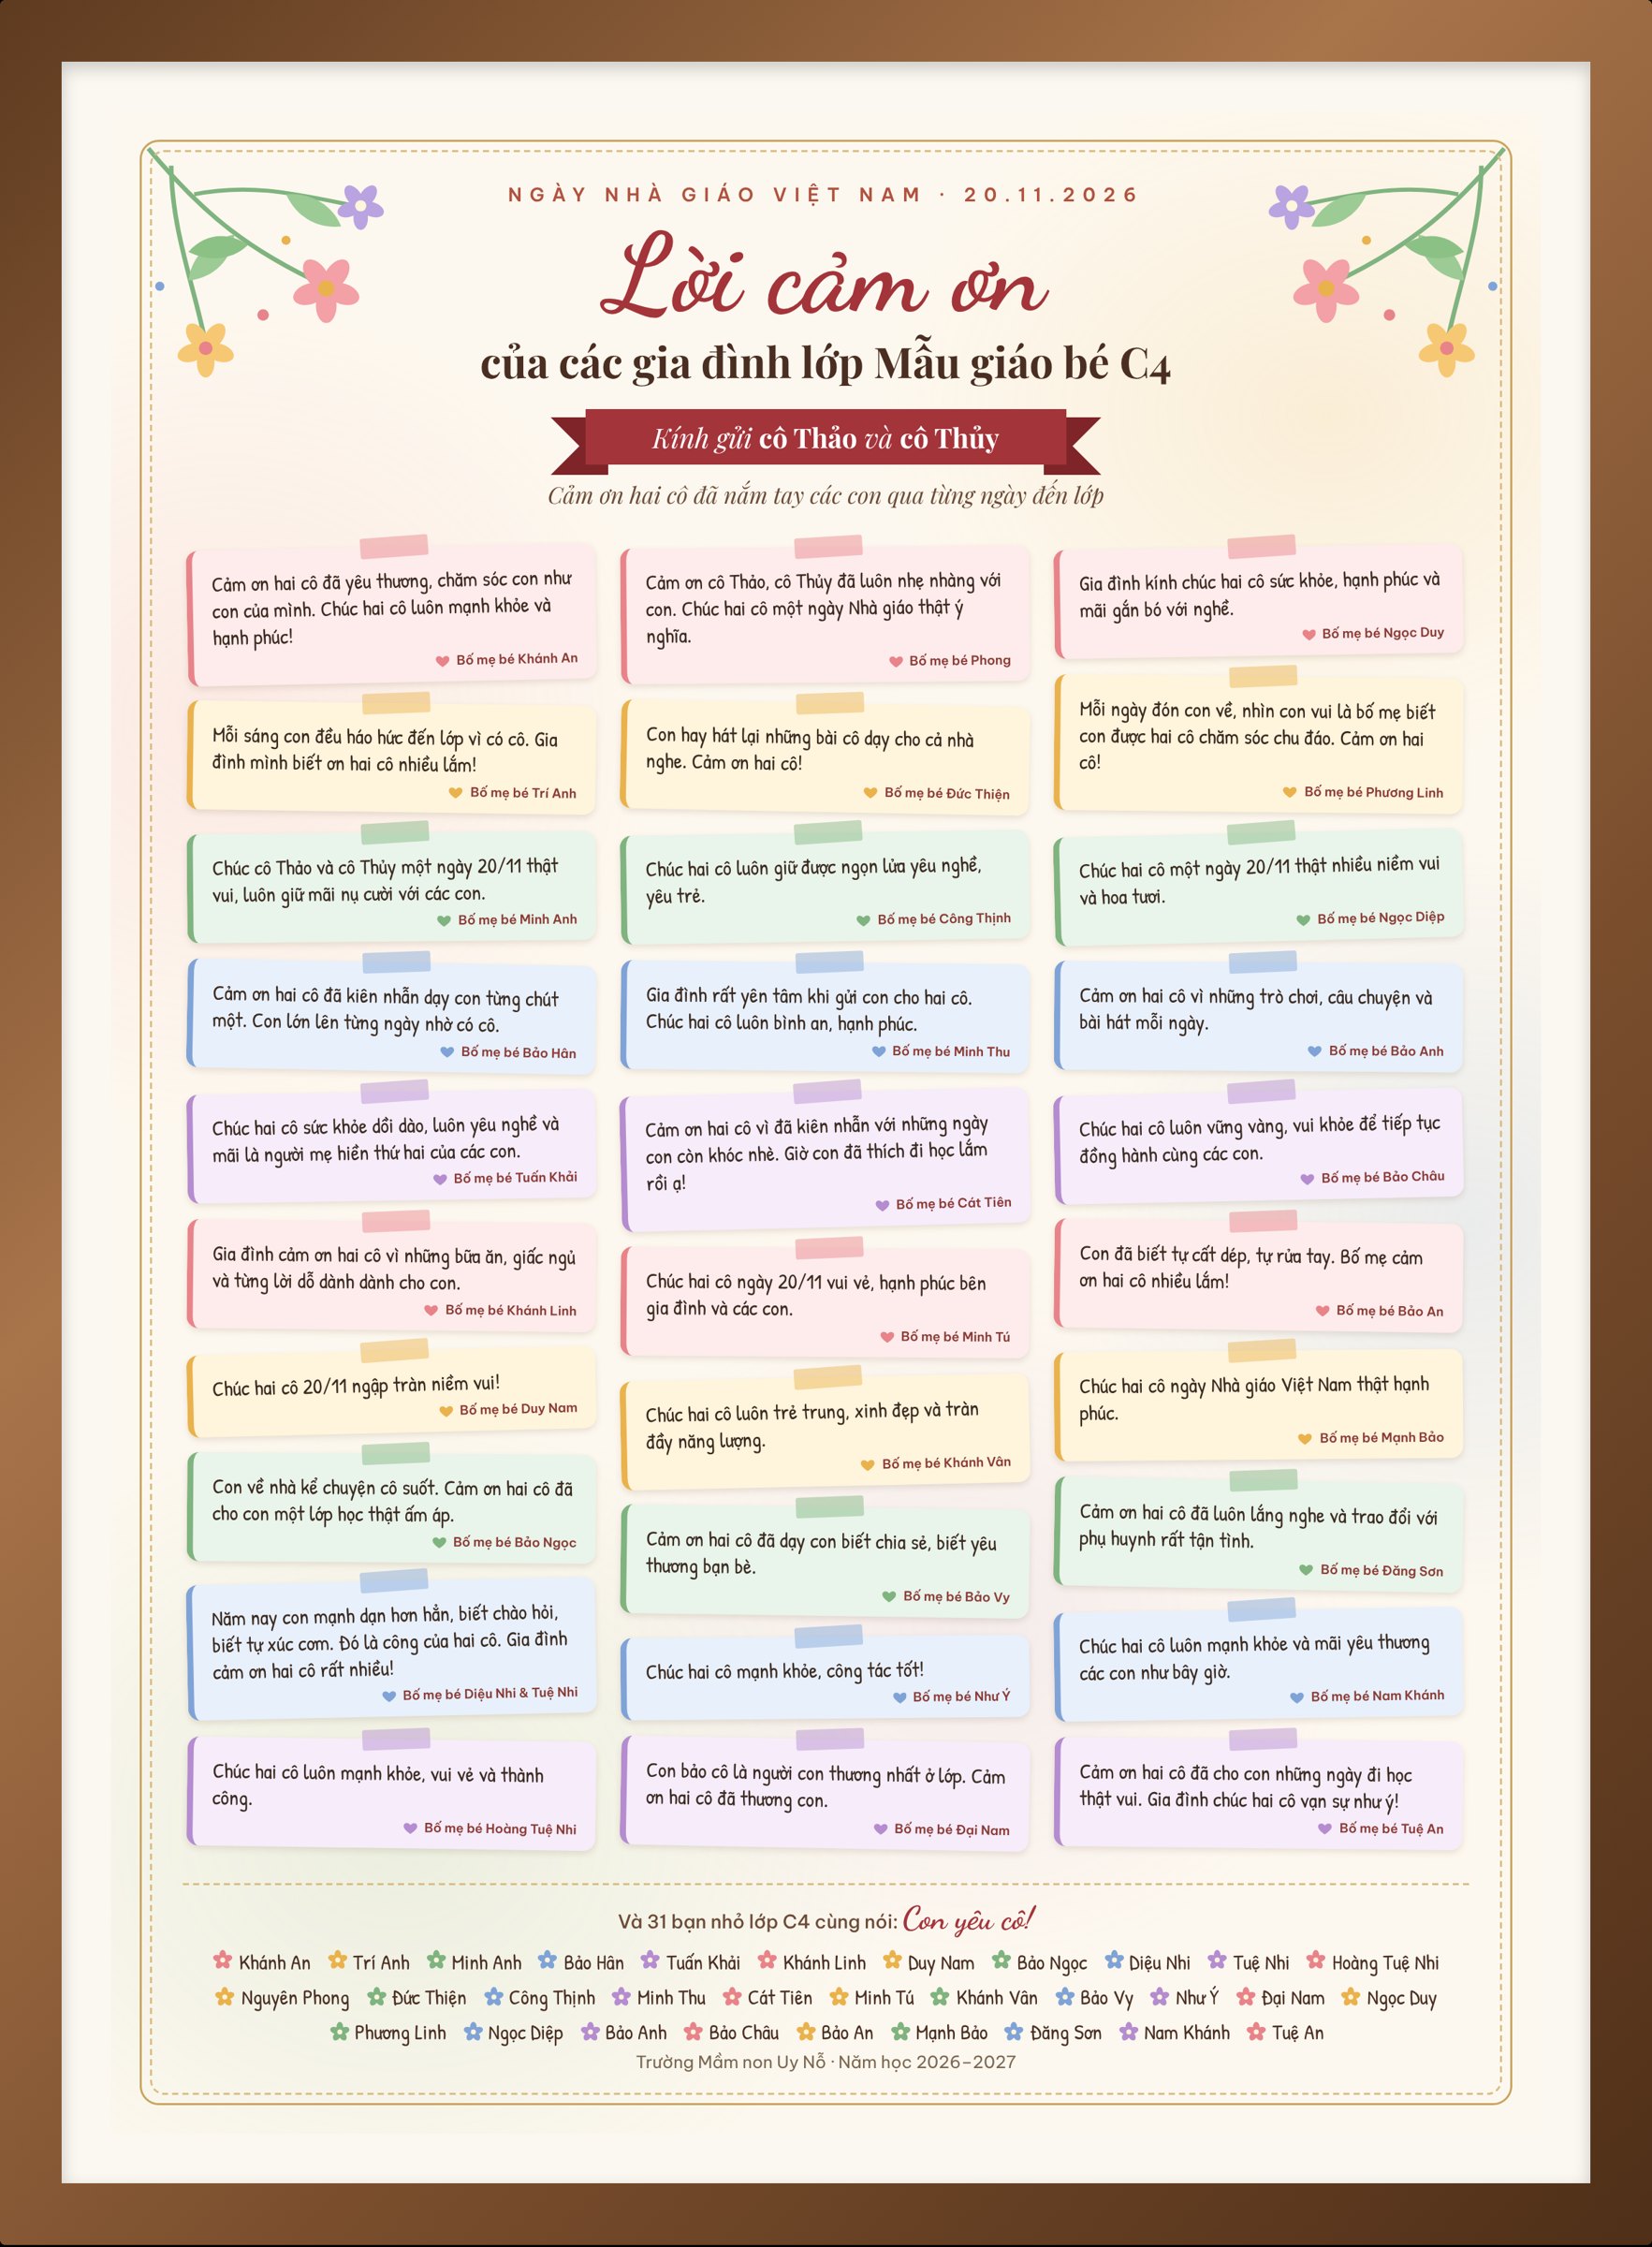 NGÀY NHÀ GIÁO VIỆT NAM · 20.11.2026
Lời cảm ơn
của các gia đình lớp Mẫu giáo bé C4
Kính gửi cô Thảo và cô Thủy
Cảm ơn hai cô đã nắm tay các con qua từng ngày đến lớp
Cảm ơn hai cô đã yêu thương, chăm sóc con như
con của mình. Chúc hai cô luôn mạnh khỏe và
hạnh phúc!
Bố mẹ bé Khánh An
Mỗi sáng con đều háo hức đến lớp vì có cô. Gia
đình mình biết ơn hai cô nhiều lắm!
Bố mẹ bé Trí Anh
Chúc cô Thảo và cô Thủy một ngày 20/11 thật
vui, luôn giữ mãi nụ cười với các con.
Bố mẹ bé Minh Anh
Cảm ơn hai cô đã kiên nhẫn dạy con từng chút
một. Con lớn lên từng ngày nhờ có cô.
Bố mẹ bé Bảo Hân
Chúc hai cô sức khỏe dồi dào, luôn yêu nghề và
mãi là người mẹ hiền thứ hai của các con.
Bố mẹ bé Tuấn Khải
Gia đình cảm ơn hai cô vì những bữa ăn, giấc ngủ
và từng lời dỗ dành dành cho con.
Bố mẹ bé Khánh Linh
Chúc hai cô 20/11 ngập tràn niềm vui!
Bố mẹ bé Duy Nam
Con về nhà kể chuyện cô suốt. Cảm ơn hai cô đã
cho con một lớp học thật ấm áp.
Bố mẹ bé Bảo Ngọc
Năm nay con mạnh dạn hơn hẳn, biết chào hỏi,
biết tự xúc cơm. Đó là công của hai cô. Gia đình
cảm ơn hai cô rất nhiều!
Bố mẹ bé Diệu Nhi & Tuệ Nhi
Chúc hai cô luôn mạnh khỏe, vui vẻ và thành
công.
Bố mẹ bé Hoàng Tuệ Nhi
Cảm ơn cô Thảo, cô Thủy đã luôn nhẹ nhàng với
con. Chúc hai cô một ngày Nhà giáo thật ý
nghĩa.
Bố mẹ bé Phong
Con hay hát lại những bài cô dạy cho cả nhà
nghe. Cảm ơn hai cô!
Bố mẹ bé Đức Thiện
Chúc hai cô luôn giữ được ngọn lửa yêu nghề,
yêu trẻ.
Bố mẹ bé Công Thịnh
Gia đình rất yên tâm khi gửi con cho hai cô.
Chúc hai cô luôn bình an, hạnh phúc.
Bố mẹ bé Minh Thu
Cảm ơn hai cô vì đã kiên nhẫn với những ngày
con còn khóc nhè. Giờ con đã thích đi học lắm
rồi ạ!
Bố mẹ bé Cát Tiên
Chúc hai cô ngày 20/11 vui vẻ, hạnh phúc bên
gia đình và các con.
Bố mẹ bé Minh Tú
Chúc hai cô luôn trẻ trung, xinh đẹp và tràn
đầy năng lượng.
Bố mẹ bé Khánh Vân
Cảm ơn hai cô đã dạy con biết chia sẻ, biết yêu
thương bạn bè.
Bố mẹ bé Bảo Vy
Chúc hai cô mạnh khỏe, công tác tốt!
Bố mẹ bé Như Ý
Con bảo cô là người con thương nhất ở lớp. Cảm
ơn hai cô đã thương con.
Bố mẹ bé Đại Nam
Gia đình kính chúc hai cô sức khỏe, hạnh phúc và
mãi gắn bó với nghề.
Bố mẹ bé Ngọc Duy
Mỗi ngày đón con về, nhìn con vui là bố mẹ biết
con được hai cô chăm sóc chu đáo. Cảm ơn hai
cô!
Bố mẹ bé Phương Linh
Chúc hai cô một ngày 20/11 thật nhiều niềm vui
và hoa tươi.
Bố mẹ bé Ngọc Diệp
Cảm ơn hai cô vì những trò chơi, câu chuyện và
bài hát mỗi ngày.
Bố mẹ bé Bảo Anh
Chúc hai cô luôn vững vàng, vui khỏe để tiếp tục
đồng hành cùng các con.
Bố mẹ bé Bảo Châu
Con đã biết tự cất dép, tự rửa tay. Bố mẹ cảm
ơn hai cô nhiều lắm!
Bố mẹ bé Bảo An
Chúc hai cô ngày Nhà giáo Việt Nam thật hạnh
phúc.
Bố mẹ bé Mạnh Bảo
Cảm ơn hai cô đã luôn lắng nghe và trao đổi với
phụ huynh rất tận tình.
Bố mẹ bé Đăng Sơn
Chúc hai cô luôn mạnh khỏe và mãi yêu thương
các con như bây giờ.
Bố mẹ bé Nam Khánh
Cảm ơn hai cô đã cho con những ngày đi học
thật vui. Gia đình chúc hai cô vạn sự như ý!
Bố mẹ bé Tuệ An
Và 31 bạn nhỏ lớp C4 cùng nói: Con yêu cô!
Khánh An Trí Anh Minh Anh Bảo Hân Tuấn Khải Khánh Linh Duy Nam Bảo Ngọc Diệu Nhi Tuệ Nhi Hoàng Tuệ Nhi
Nguyên Phong Đức Thiện Công Thịnh Minh Thu Cát Tiên Minh Tú Khánh Vân Bảo Vy Như Ý Đại Nam Ngọc Duy
Phương Linh Ngọc Diệp Bảo Anh Bảo Châu Bảo An Mạnh Bảo Đăng Sơn Nam Khánh Tuệ An
Trường Mầm non Uy Nỗ · Năm học 2026–2027